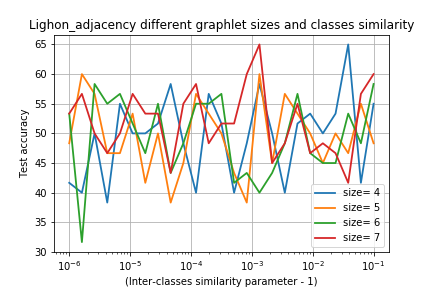 Lighon_adjacency different graphlet sizes and classes similarity
Test accuracy
65
60
55
50
45
40
35
30
size= 4
size= 5
size= 6
size= 7
10⁻⁶ 10⁻⁵ 10⁻⁴ 10⁻³ 10⁻² 10⁻¹
(Inter-classes similarity parameter - 1)